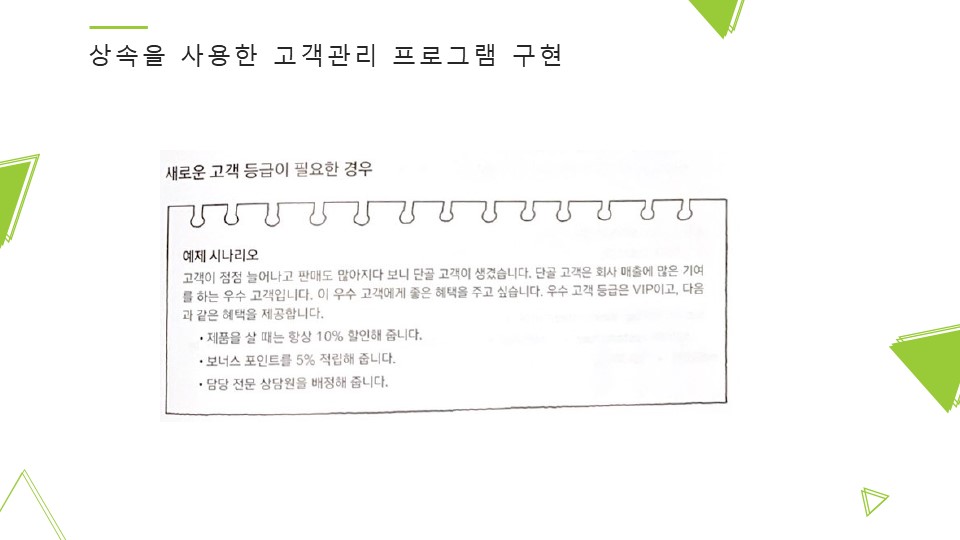 상속을 사용한 고객관리 프로그램 구현
새로운 고객 등급이 필요한 경우
예제 시나리오
고객이 점점 늘어나고 판매도 많아지다 보니 단골 고객이 생겼습니다. 단골 고객은 회사 매출에 많은 기여
를 하는 우수 고객입니다. 이 우수 고객에게 좋은 혜택을 주고 싶습니다. 우수 고객 등급은 VIP이고, 다음
과 같은 혜택을 제공합니다.
• 제품을 살 때는 항상 10% 할인해 줍니다.
• 보너스 포인트를 5% 적립해 줍니다.
• 담당 전문 상담원을 배정해 줍니다.